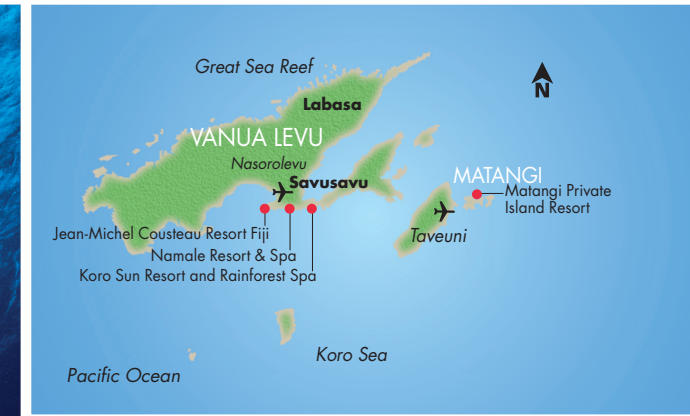 Great Sea Reef
N
Labasa
VANUA LEVU
Nasorolevu
Savusavu
MATANGI
Matangi Private
Island Resort
Jean-Michel Cousteau Resort Fiji
Taveuni
Namale Resort & Spa
Koro Sun Resort and Rainforest Spa
Koro Sea
Pacific Ocean